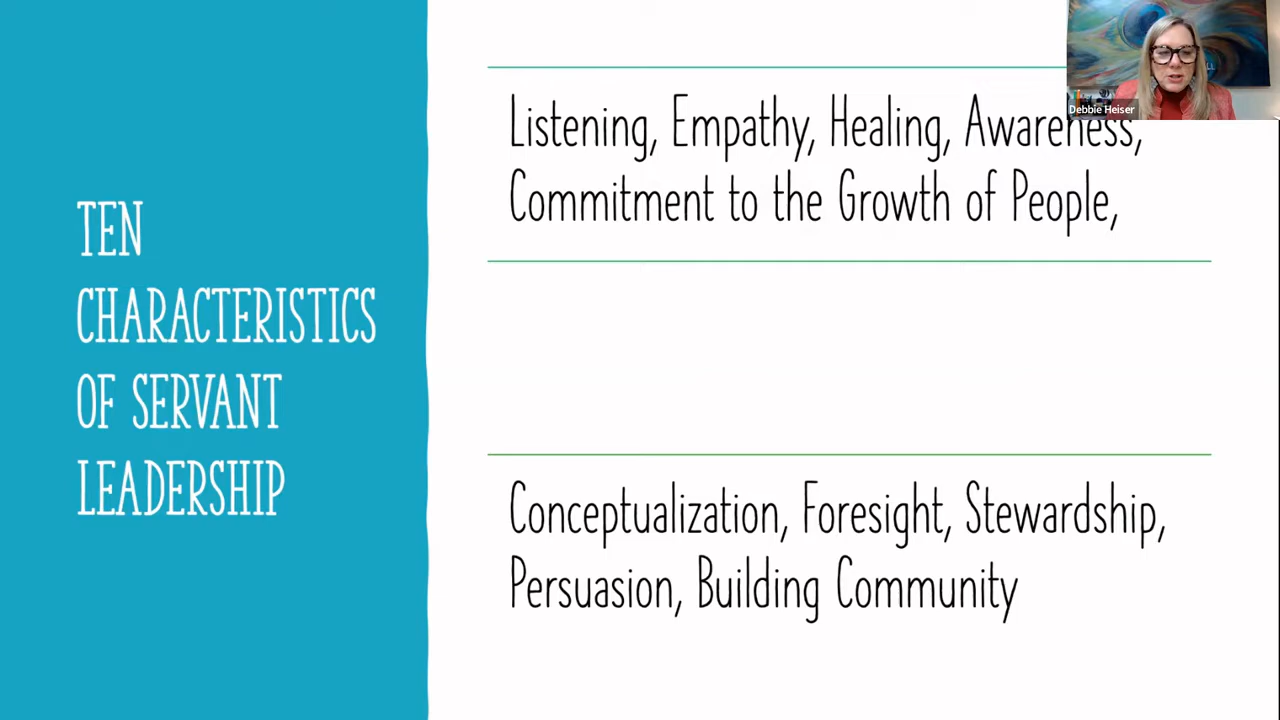 TEN
CHARACTERISTICS
OF SERVANT
LEADERSHIP
Listening, Empathy, Healing, Awareness,
Commitment to the Growth of People,
Conceptualization, Foresight, Stewardship,
Persuasion, Building Community
Debbie Heiser